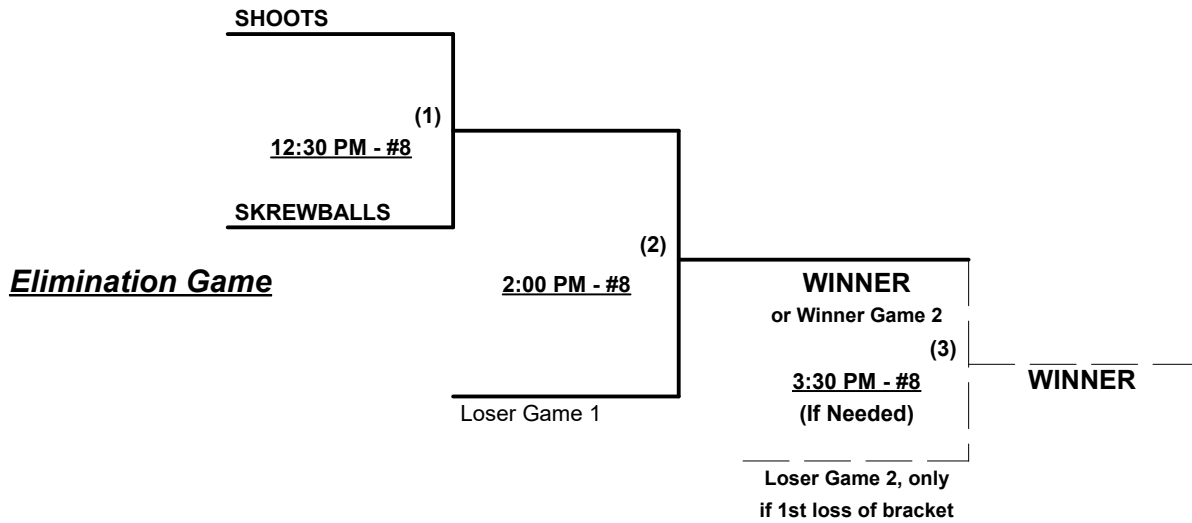 SHOOTS
(1)
12:30 PM - #8
SKREWBALLS
(2)
Elimination Game
2:00 PM - #8
WINNER
or Winner Game 2
(3)
3:30 PM - #8
WINNER
(If Needed)
Loser Game 1
Loser Game 2, only
if 1st loss of bracket